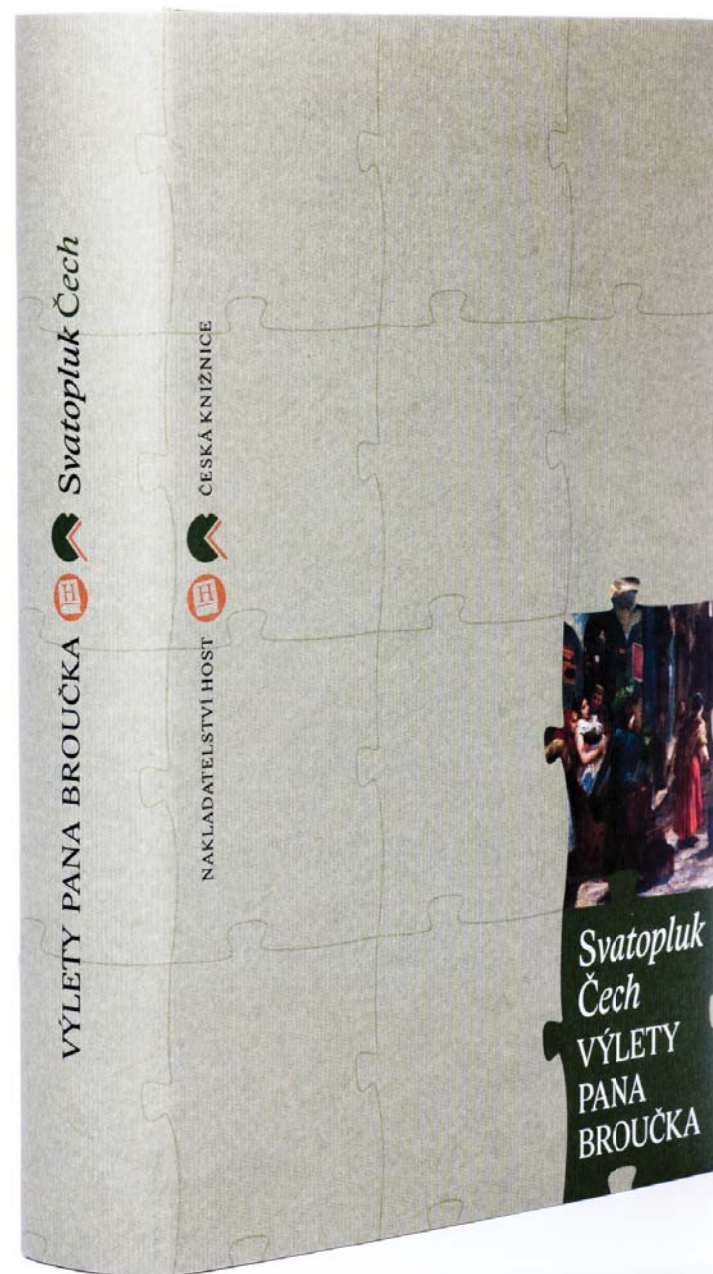 VÝLETY PANA BROUČKA H Svatopluk Čech
NAKLADATELSTVÍ HOST H ČESKÁ KNIŽNICE
Svatopluk
Čech
VÝLETY
PANA
BROUČKA